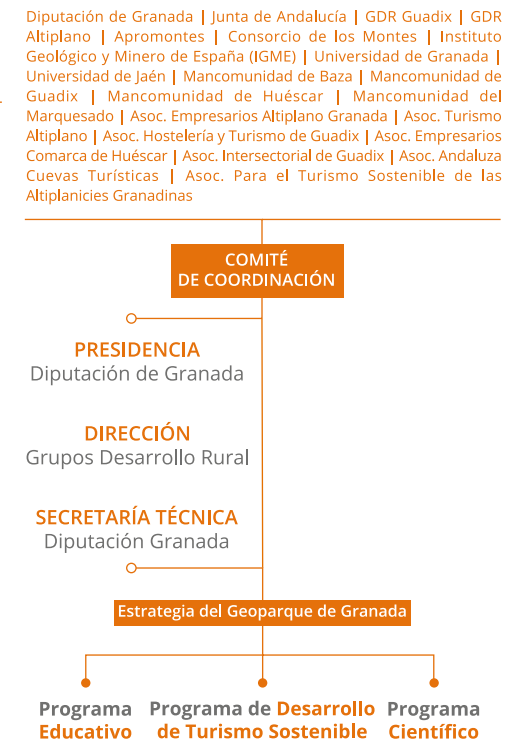 Diputación de Granada | Junta de Andalucía | GDR Guadix | GDR
Altiplano | Apromontes | Consorcio de los Montes | Instituto
Geológico y Minero de España (IGME) | Universidad de Granada |
Universidad de Jaén | Mancomunidad de Baza | Mancomunidad de
Guadix | Mancomunidad de Huéscar | Mancomunidad del
Marquesado | Asoc. Empresarios Altiplano Granada | Asoc. Turismo
Altiplano | Asoc. Hostelería y Turismo de Guadix | Asoc. Empresarios
Comarca de Huéscar | Asoc. Intersectorial de Guadix | Asoc. Andaluza
Cuevas Turísticas | Asoc. Para el Turismo Sostenible de las
Altiplanicies Granadinas
COMITÉ
DE COORDINACIÓN
PRESIDENCIA
Diputación de Granada
DIRECCIÓN
Grupos Desarrollo Rural
SECRETARÍA TÉCNICA
Diputación Granada
Estrategia del Geoparque de Granada
Programa
Educativo
Programa de Desarrollo
de Turismo Sostenible
Programa
Científico